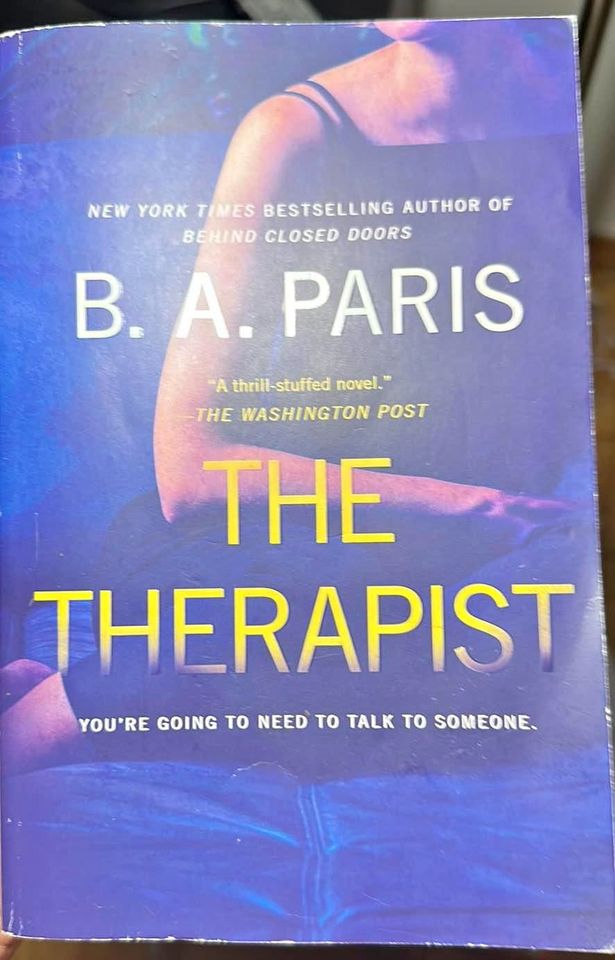 NEW YORK TIMES BESTSELLING AUTHOR OF
BEHIND CLOSED DOORS
B. A. PARIS
"A thrill-stuffed novel."
—THE WASHINGTON POST
THE
THERAPIST
YOU'RE GOING TO NEED TO TALK TO SOMEONE.